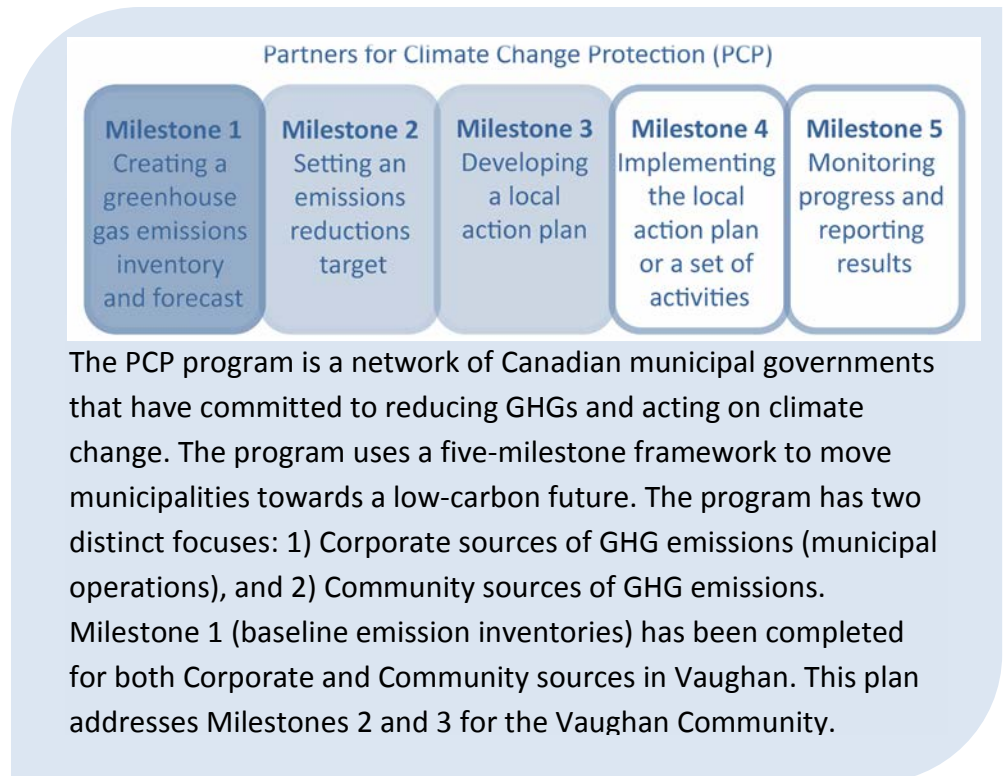 Partners for Climate Change Protection (PCP)
Milestone 1
Creating a
greenhouse
gas emissions
inventory
and forecast
Milestone 2
Setting an
emissions
reductions
target
Milestone 3
Developing
a local
action plan
Milestone 4
Implementing
the local
action plan
or a set of
activities
Milestone 5
Monitoring
progress and
reporting
results
The PCP program is a network of Canadian municipal governments
that have committed to reducing GHGs and acting on climate
change. The program uses a five-milestone framework to move
municipalities towards a low-carbon future. The program has two
distinct focuses: 1) Corporate sources of GHG emissions (municipal
operations), and 2) Community sources of GHG emissions.
Milestone 1 (baseline emission inventories) has been completed
for both Corporate and Community sources in Vaughan. This plan
addresses Milestones 2 and 3 for the Vaughan Community.